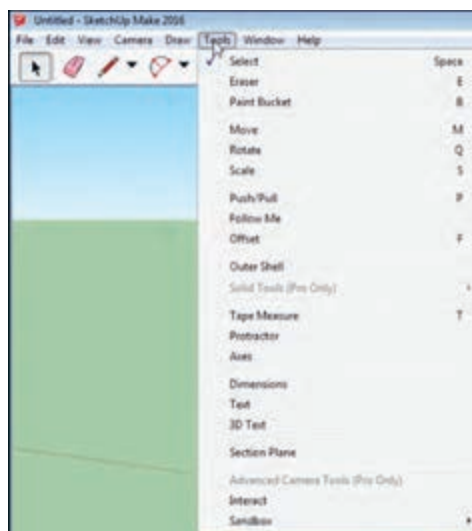 Untitled - SketchUp Make 2016
File Edit View Camera Draw Tools Window Help
Select Space
Eraser E
Paint Bucket B
Move M
Rotate Q
Scale S
Push/Pull P
Follow Me
Offset F
Outer Shell
Solid Tools (Pro Only)
Tape Measure T
Protractor
Axes
Dimensions
Text
3D Text
Section Plane
Advanced Camera Tools (Pro Only)
Interact
Sandbox